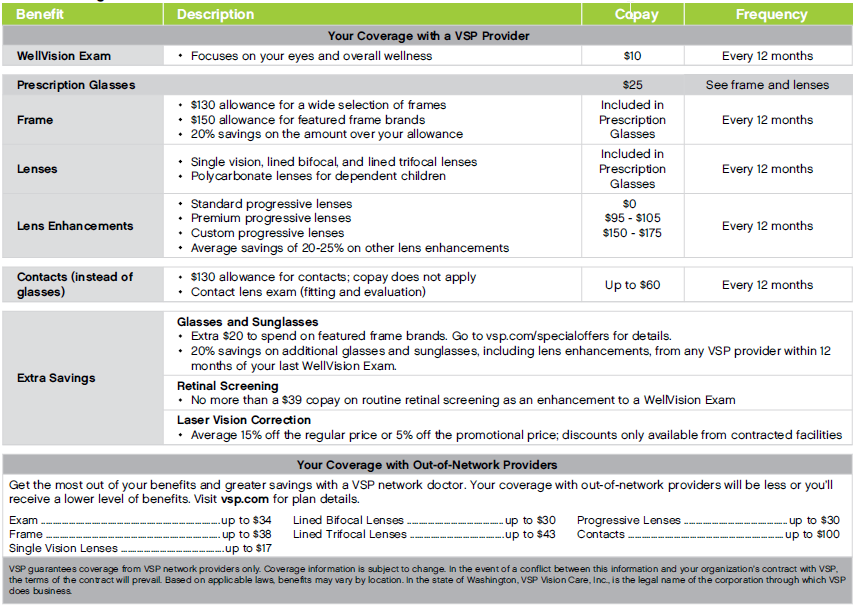 Benefit Description Copay Frequency
Your Coverage with a VSP Provider
WellVision Exam • Focuses on your eyes and overall wellness $10 Every 12 months
Prescription Glasses $25 See frame and lenses
Frame
• $130 allowance for a wide selection of frames
• $150 allowance for featured frame brands
• 20% savings on the amount over your allowance
Included in
Prescription
Glasses
Every 12 months
Lenses
• Single vision, lined bifocal, and lined trifocal lenses
• Polycarbonate lenses for dependent children
Included in
Prescription
Glasses
Every 12 months
Lens Enhancements
• Standard progressive lenses
• Premium progressive lenses
• Custom progressive lenses
• Average savings of 20-25% on other lens enhancements
$0
$95 - $105
$150 - $175
Every 12 months
Contacts (instead of
glasses)
• $130 allowance for contacts; copay does not apply
• Contact lens exam (fitting and evaluation)
Up to $60
Every 12 months
Extra Savings
Glasses and Sunglasses
• Extra $20 to spend on featured frame brands. Go to vsp.com/specialoffers for details.
• 20% savings on additional glasses and sunglasses, including lens enhancements, from any VSP provider within 12
months of your last WellVision Exam.
Retinal Screening
• No more than a $39 copay on routine retinal screening as an enhancement to a WellVision Exam
Laser Vision Correction
• Average 15% off the regular price or 5% off the promotional price; discounts only available from contracted facilities
Your Coverage with Out-of-Network Providers
Get the most out of your benefits and greater savings with a VSP network doctor. Your coverage with out-of-network providers will be less or you'll
receive a lower level of benefits. Visit vsp.com for plan details.
Exam ... up to $34 Lined Bifocal Lenses ... up to $30 Progressive Lenses ... up to $30
Frame ... up to $38 Lined Trifocal Lenses ... up to $43 Contacts ... up to $100
Single Vision Lenses ... up to $17
VSP guarantees coverage from VSP network providers only. Coverage information is subject to change. In the event of a conflict between this information and your organization's contract with VSP,
the terms of the contract will prevail. Based on applicable laws, benefits may vary by location. In the state of Washington, VSP Vision Care, Inc., is the legal name of the corporation through which VSP
does business.